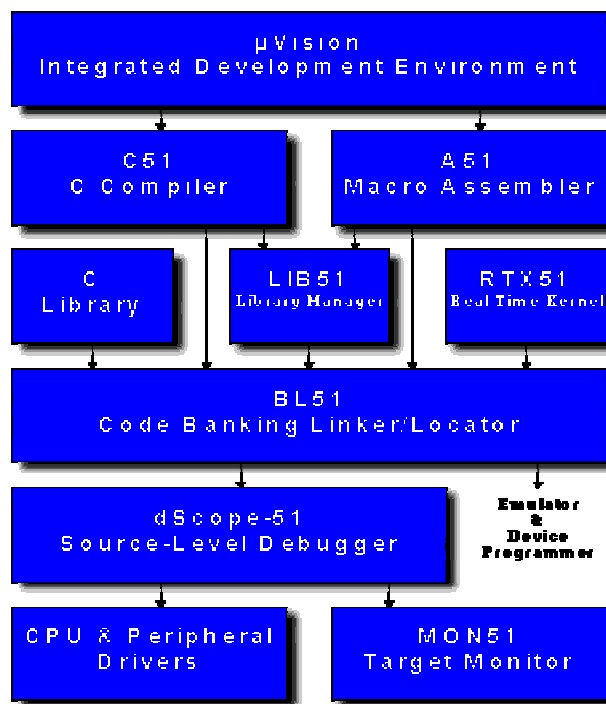 µVision
Integrated Development Environment
C51
C Compiler
A51
Macro Assembler
C
Library
LIB51
Library Manager
RTX51
Real Time Kernel
BL51
Code Banking Linker/Locator
dScope-51
Source-Level Debugger
Emulator
&
Device
Programmer
CPU & Peripheral
Drivers
MON51
Target Monitor